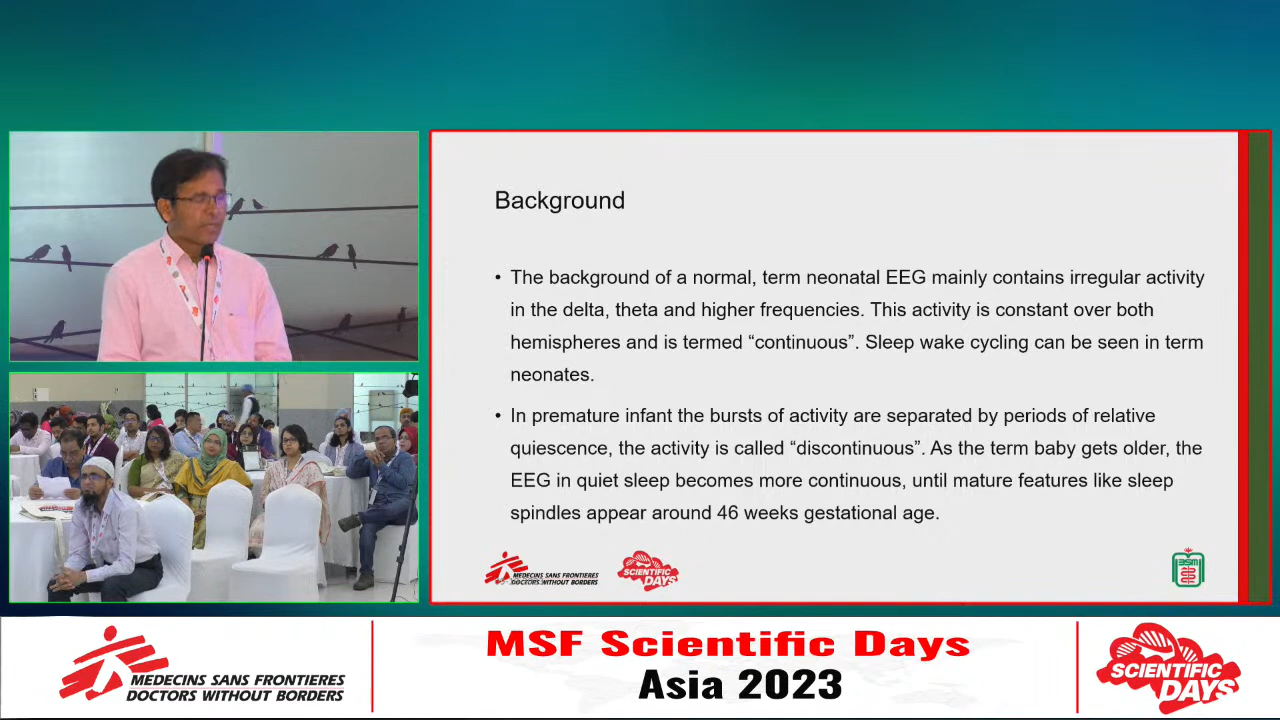 Background
• The background of a normal, term neonatal EEG mainly contains irregular activity
in the delta, theta and higher frequencies. This activity is constant over both
hemispheres and is termed “continuous”. Sleep wake cycling can be seen in term
neonates.
• In premature infant the bursts of activity are separated by periods of relative
quiescence, the activity is called “discontinuous”. As the term baby gets older, the
EEG in quiet sleep becomes more continuous, until mature features like sleep
spindles appear around 46 weeks gestational age.
MEDECINS SANS FRONTIERES
DOCTORS WITHOUT BORDERS
SCIENTIFIC
DAYS
MEDECINS SANS FRONTIERES
DOCTORS WITHOUT BORDERS
MSF Scientific Days
Asia 2023
SCIENTIFIC
DAYS